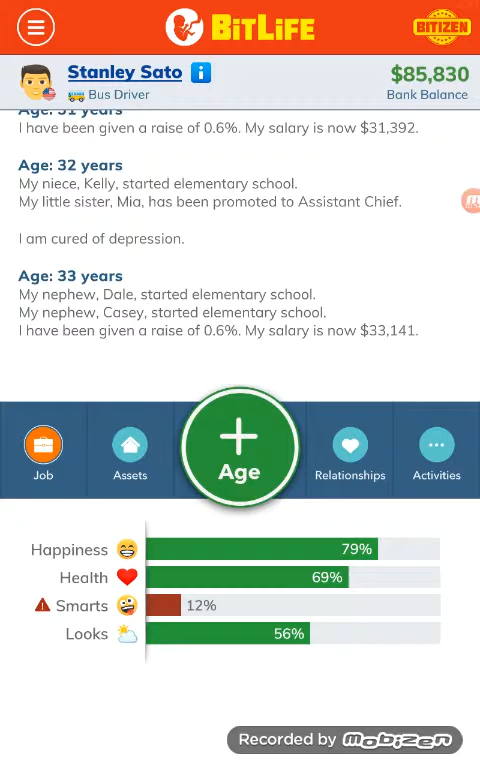 BITLIFE
BITIZEN
Stanley Sato i
$85,830
Bus Driver
Bank Balance
Age: 31 years
I have been given a raise of 0.6%. My salary is now $31,392.
Age: 32 years
My niece, Kelly, started elementary school.
My little sister, Mia, has been promoted to Assistant Chief.
I am cured of depression.
Age: 33 years
My nephew, Dale, started elementary school.
My nephew, Casey, started elementary school.
I have been given a raise of 0.6%. My salary is now $33,141.
Job
Assets
Age
Relationships
Activities
Happiness 79%
Health 69%
Smarts 12%
Looks 56%
Recorded by Mobizen